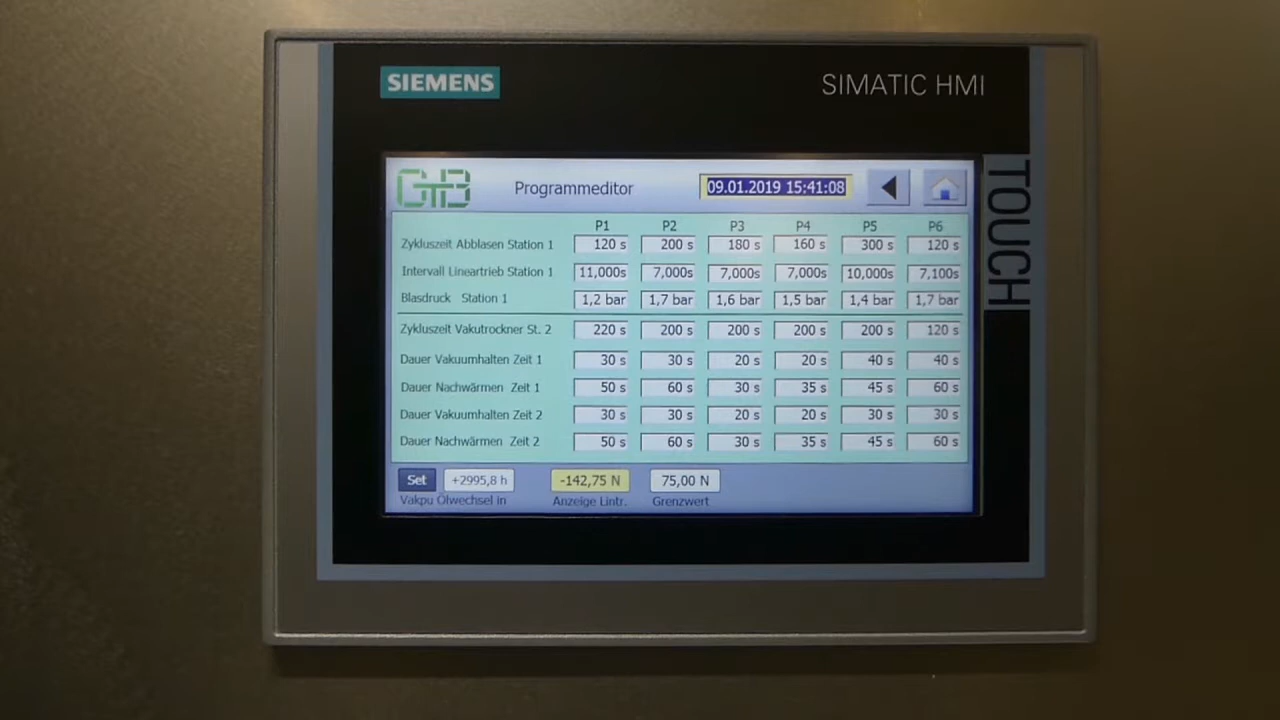 SIEMENS
SIMATIC HMI
TOUCH
GTB
Programmeditor
09.01.2019 15:41:08
P1 P2 P3 P4 P5 P6
Zykluszeit Abblasen Station 1 120 s 200 s 180 s 160 s 300 s 120 s
Intervall Lineartrieb Station 1 11,000s 7,000s 7,000s 7,000s 10,000s 7,100s
Blasdruck Station 1 1,2 bar 1,7 bar 1,6 bar 1,5 bar 1,4 bar 1,7 bar
Zykluszeit Vakutrockner St. 2 220 s 200 s 200 s 200 s 200 s 120 s
Dauer Vakuumhalten Zeit 1 30 s 30 s 20 s 20 s 40 s 40 s
Dauer Nachwärmen Zeit 1 50 s 60 s 30 s 35 s 45 s 60 s
Dauer Vakuumhalten Zeit 2 30 s 30 s 20 s 20 s 30 s 30 s
Dauer Nachwärmen Zeit 2 50 s 60 s 30 s 35 s 45 s 60 s
Set +2995,8 h -142,75 N 75,00 N
Vakpu Ölwechsel in Anzeige Lintr. Grenzwert